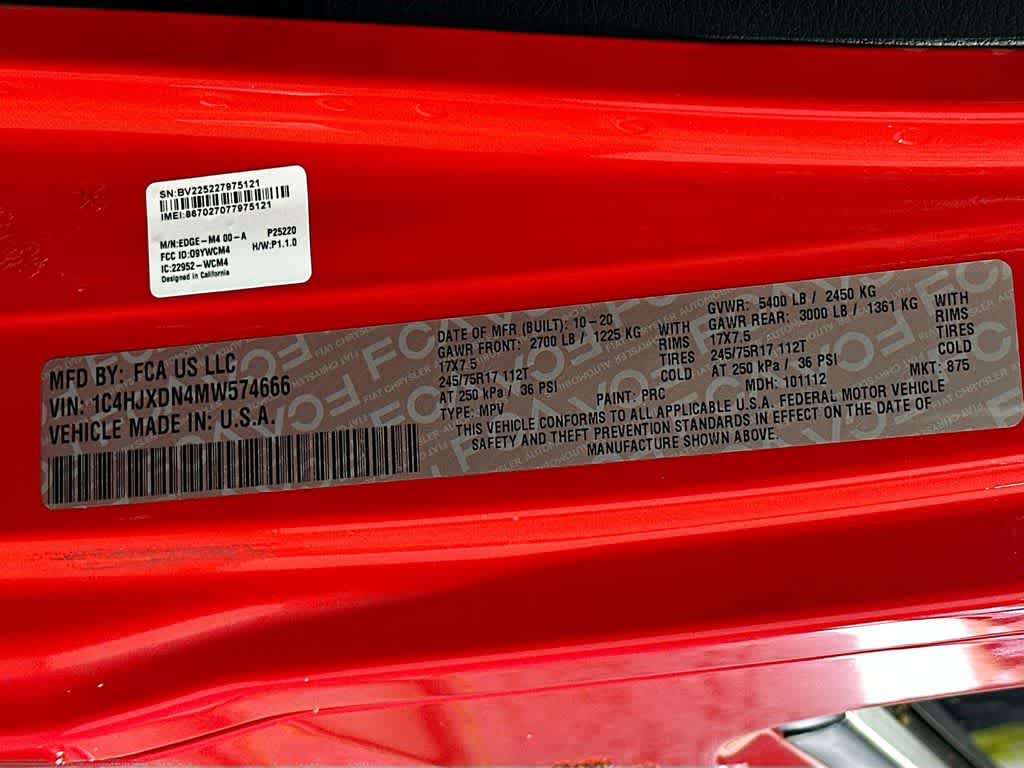 SN:BV225227975121
IMEI:867027077975121
M/N:EDGE-M4 00-A P25220
FCC ID:O9YWCM4 H/W:P1.1.0
IC:22952-WCM4
Designed in California
MFD BY: FCA US LLC
VIN: 1C4HJXDN4MW574666
VEHICLE MADE IN: U.S.A.
DATE OF MFR (BUILT): 10-20
GAWR FRONT: 2700 LB / 1225 KG WITH
17X7.5 RIMS
245/75R17 112T TIRES
AT 250 kPa / 36 PSI COLD
TYPE: MPV PAINT: PRC
GVWR: 5400 LB / 2450 KG
GAWR REAR: 3000 LB / 1361 KG WITH
17X7.5 RIMS
245/75R17 112T TIRES
AT 250 kPa / 36 PSI COLD
MDH: 101112 MKT: 875
THIS VEHICLE CONFORMS TO ALL APPLICABLE U.S.A. FEDERAL MOTOR VEHICLE
SAFETY AND THEFT PREVENTION STANDARDS IN EFFECT ON THE DATE OF
MANUFACTURE SHOWN ABOVE.